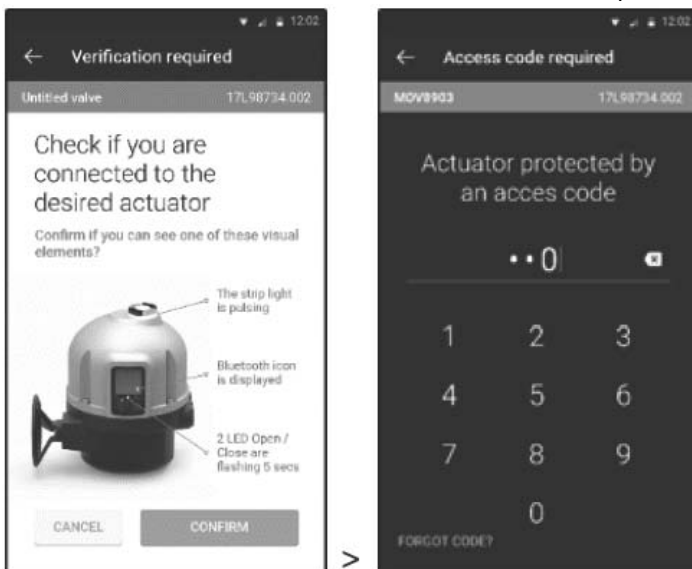 12:02
Verification required
Untitled valve 17L98734.002
Check if you are
connected to the
desired actuator
Confirm if you can see one of these visual
elements?
The strip light
is pulsing
Bluetooth icon
is displayed
2 LED Open /
Close are
flashing 5 secs
CANCEL CONFIRM
>
12:02
Access code required
MOV8903 17L98734.002
Actuator protected by
an acces code
••0
1 2 3
4 5 6
7 8 9
0
FORGOT CODE?